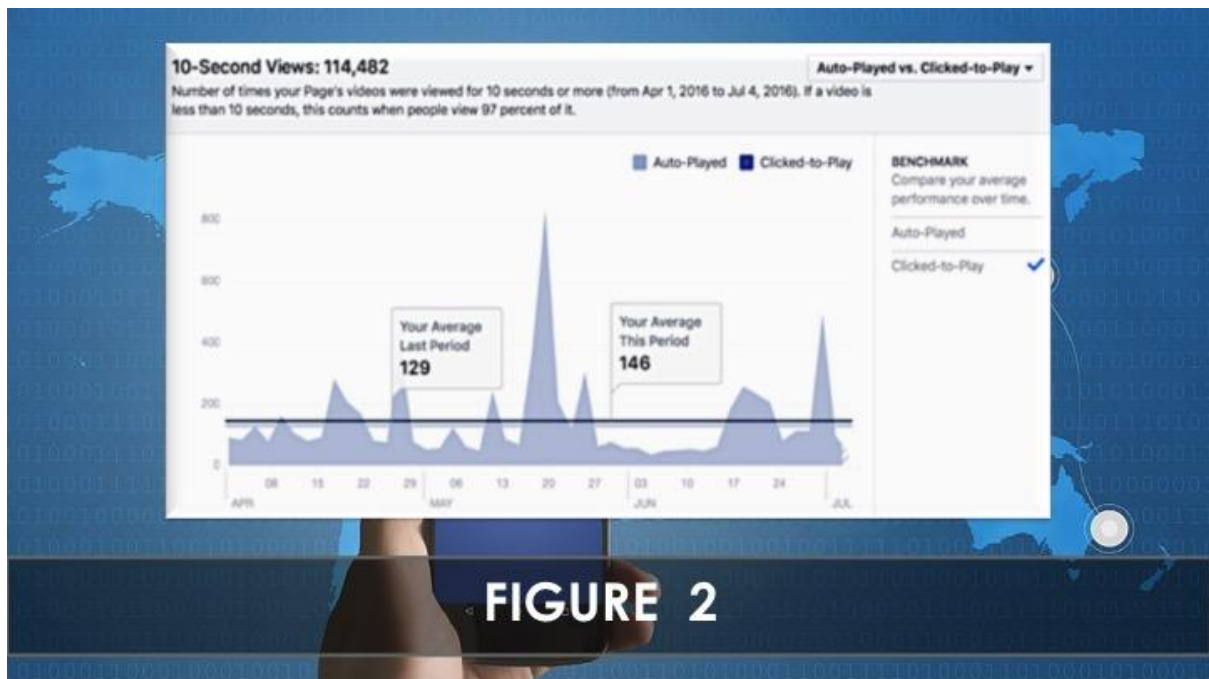 10-Second Views: 114,482
Auto-Played vs. Clicked-to-Play
Number of times your Page's videos were viewed for 10 seconds or more (from Apr 1, 2016 to Jul 4, 2016). If a video is
less than 10 seconds, this counts when people view 97 percent of it.
Auto-Played Clicked-to-Play
BENCHMARK
Compare your average
performance over time.
Auto-Played
Clicked-to-Play
800
600
400
200
0
Your Average
Last Period
129
Your Average
This Period
146
08 15 22 29 06 13 20 27 03 10 17 24
APR MAY JUN JUL
FIGURE 2